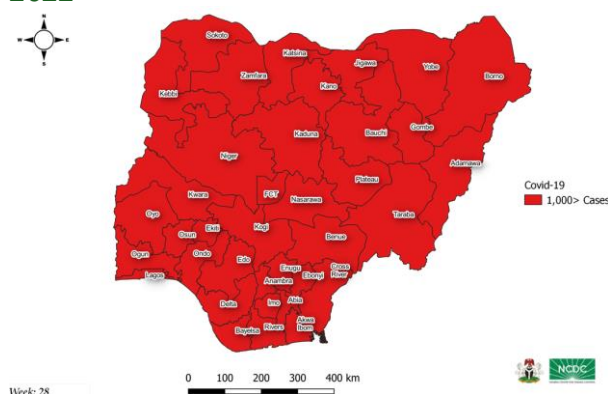 2022
N
W E
S
Sokoto
Katsina
Jigawa
Yobe
Borno
Zamfara
Kano
Kebbi
Gombe
Kaduna
Bauchi
Niger
Adamawa
Plateau
Covid-19
1,000> Cases
Kwara
FCT
Nasarawa
Oyo
Taraba
Osun
Ekiti
Kogi
Benue
Ogun
Ondo
Edo
Lagos
Enugu
Ebonyi
Cross
River
Anambra
Delta
Imo
Abia
Bayelsa
Rivers
Akwa
Ibom
NCDC
Week: 28
0 100 200 300 400 km